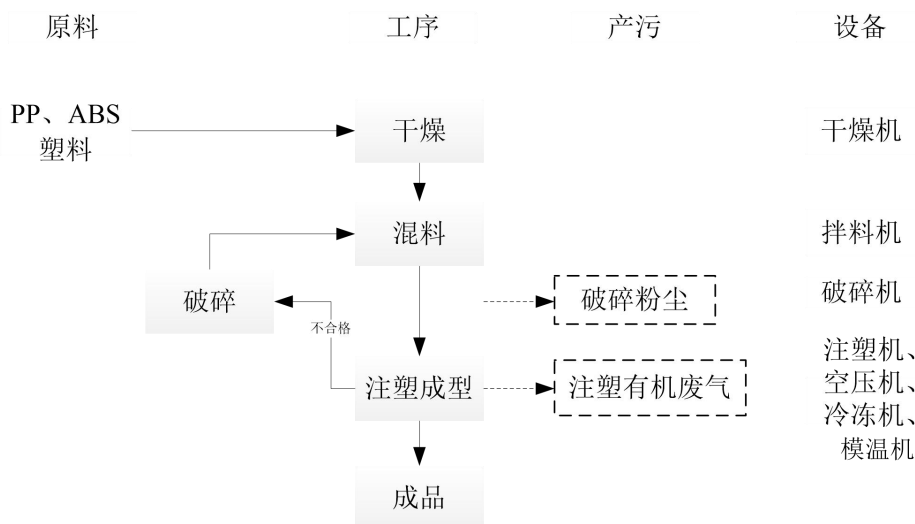 原料 工序 产污 设备
PP、ABS
塑料
干燥
干燥机
混料
拌料机
破碎
不合格
破碎粉尘
破碎机
注塑成型
注塑有机废气
注塑机、
空压机、
冷冻机、
模温机
成品